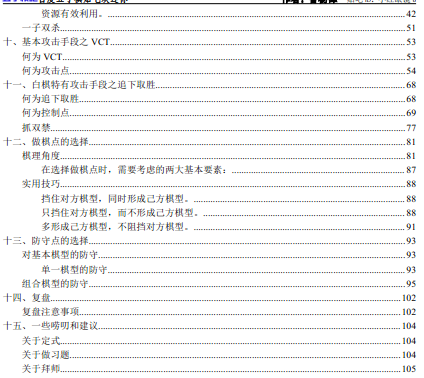 资源有效利用。 42
一子双杀 51
十、基本攻击手段之 VCT 53
何为 VCT 53
何为攻击点 54
十一、白棋特有攻击手段之追下取胜 68
何为追下取胜 68
何为控制点 69
抓双禁 77
十二、做棋点的选择 81
棋理角度 81
在选择做棋点时，需要考虑的两大基本要素： 87
实用技巧 88
挡住对方棋型，同时形成己方棋型。 88
只挡住对方棋型，而不形成己方棋型。 88
多形成己方棋型，不阻挡对方棋型。 91
十三、防守点的选择 93
对基本棋型的防守 93
单一棋型的防守 93
组合棋型的防守 95
十四、复盘 102
复盘注意事项 102
十五、一些唠叨和建议 104
关于定式 104
关于做习题 104
关于拜师 105